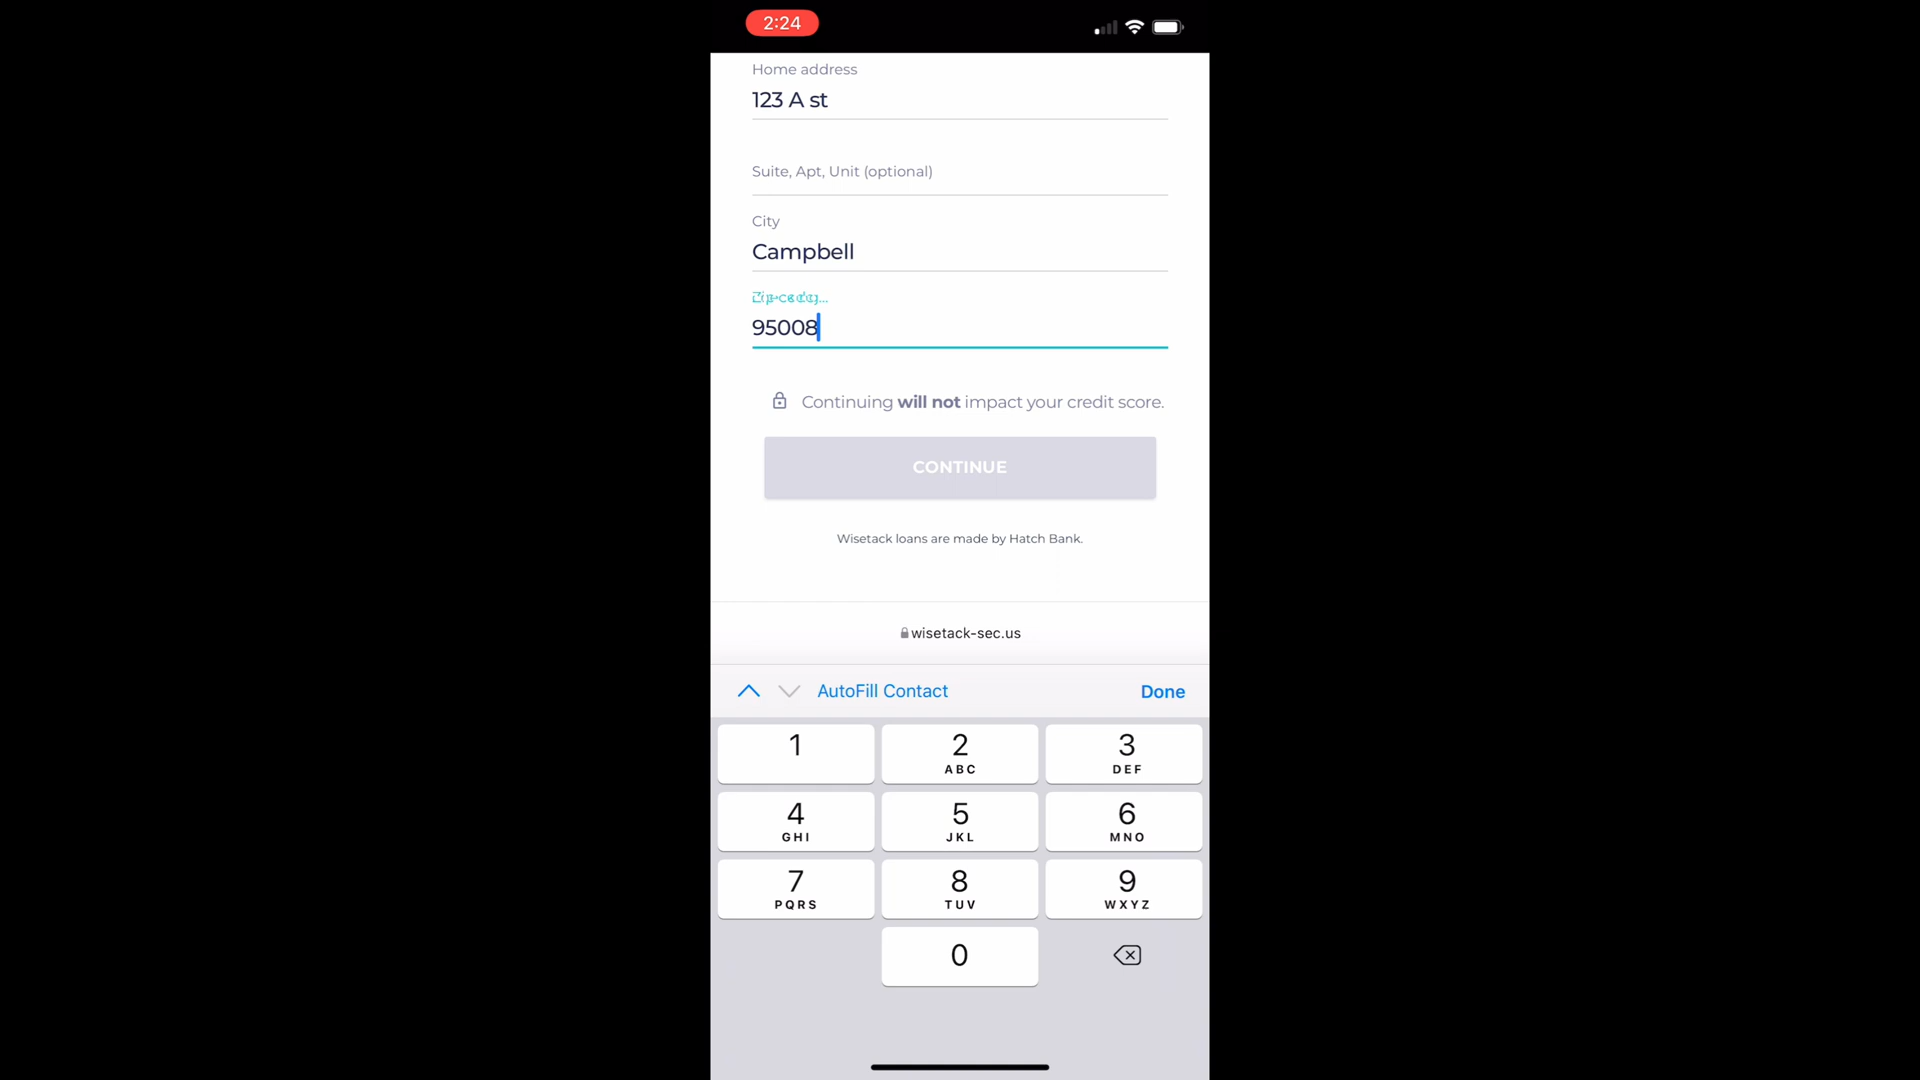 2:24
Home address
123 A st
Suite, Apt, Unit (optional)
City
Campbell
95008
Continuing will not impact your credit score.
CONTINUE
Wisetack loans are made by Hatch Bank.
wisetack-sec.us
AutoFill Contact
Done
1
2
ABC
3
DEF
4
GHI
5
JKL
6
MNO
7
PQRS
8
TUV
9
WXYZ
0